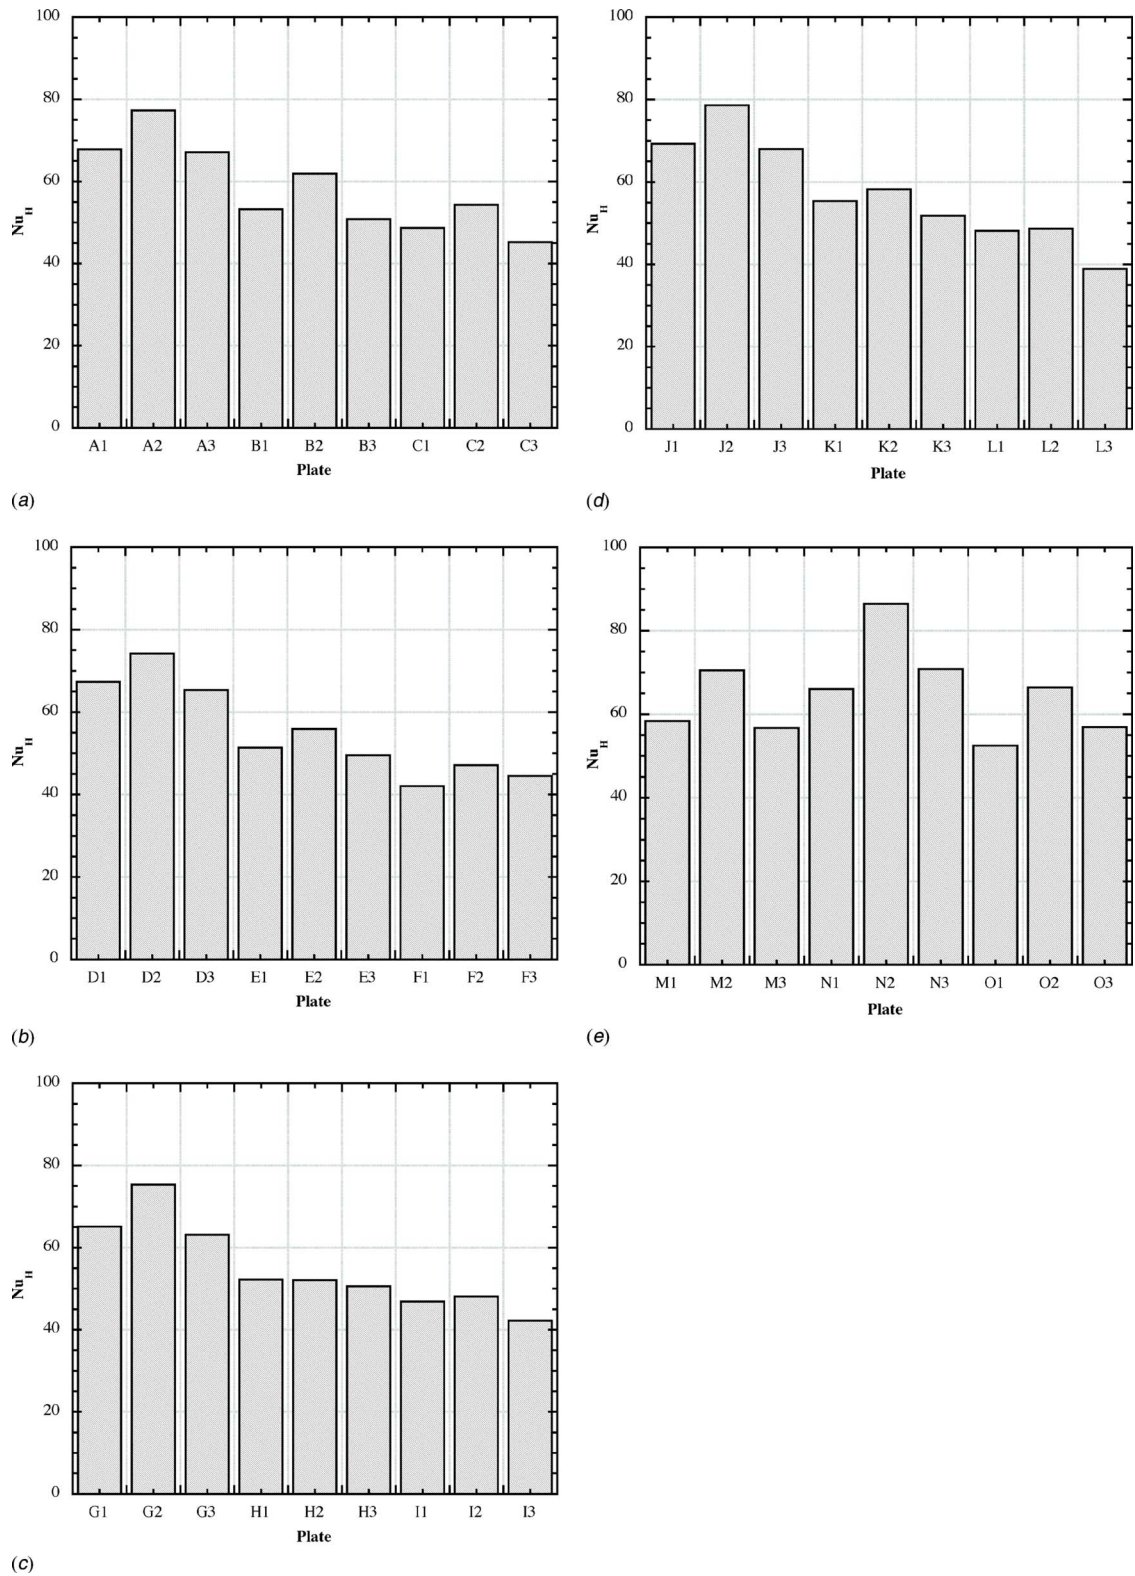 100
80
60
40
20
0
Nu_H
A1 A2 A3 B1 B2 B3 C1 C2 C3
Plate
(a)
100
80
60
40
20
0
Nu_H
D1 D2 D3 E1 E2 E3 F1 F2 F3
Plate
(b)
100
80
60
40
20
0
Nu_H
G1 G2 G3 H1 H2 H3 I1 I2 I3
Plate
(c)
100
80
60
40
20
0
Nu_H
J1 J2 J3 K1 K2 K3 L1 L2 L3
Plate
(d)
100
80
60
40
20
0
Nu_H
M1 M2 M3 N1 N2 N3 O1 O2 O3
Plate
(e)